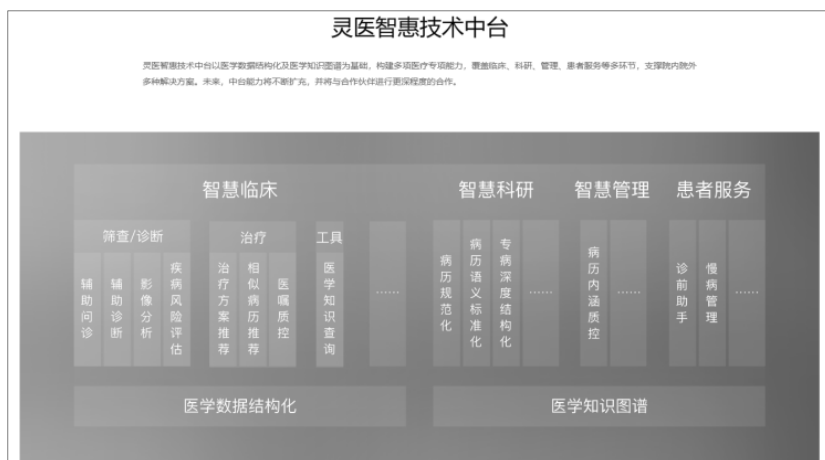 灵医智惠技术中台
灵医智惠技术中台以医学数据结构化及医学知识图谱为基础，构建多项医疗专项能力，覆盖临床、科研、管理、患者服务等多环节，支撑院内院外
多种解决方案。未来，中台能力将不断扩充，并将与合作伙伴进行更深程度的合作。
智慧临床
智慧科研
智慧管理
患者服务
筛查/诊断
治疗
工具
辅助问诊
辅助诊断
影像分析
疾病风险评估
治疗方案推荐
相似病历推荐
医嘱质控
医学知识查询
……
病历规范化
病历语义标准化
专病深度结构化
……
病历内涵质控
……
诊前助手
慢病管理
……
医学数据结构化
医学知识图谱